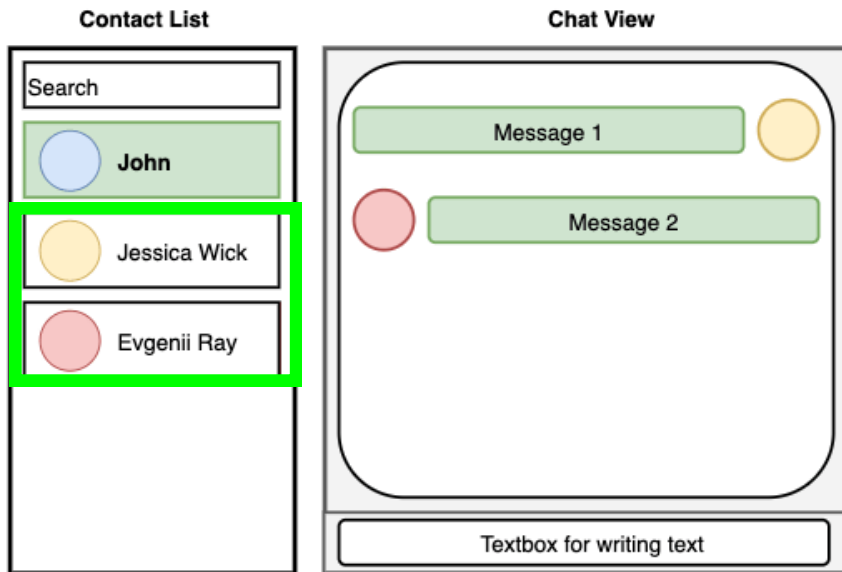 Contact List
Search
John
Jessica Wick
Evgenii Ray
Chat View
Message 1
Message 2
Textbox for writing text